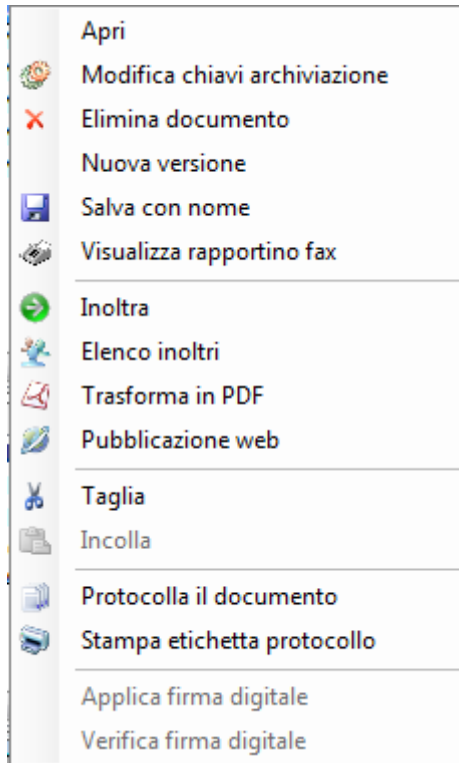 Apri
Modifica chiavi archiviazione
Elimina documento
Nuova versione
Salva con nome
Visualizza rapportino fax
Inoltra
Elenco inoltri
Trasforma in PDF
Pubblicazione web
Taglia
Incolla
Protocolla il documento
Stampa etichetta protocollo
Applica firma digitale
Verifica firma digitale